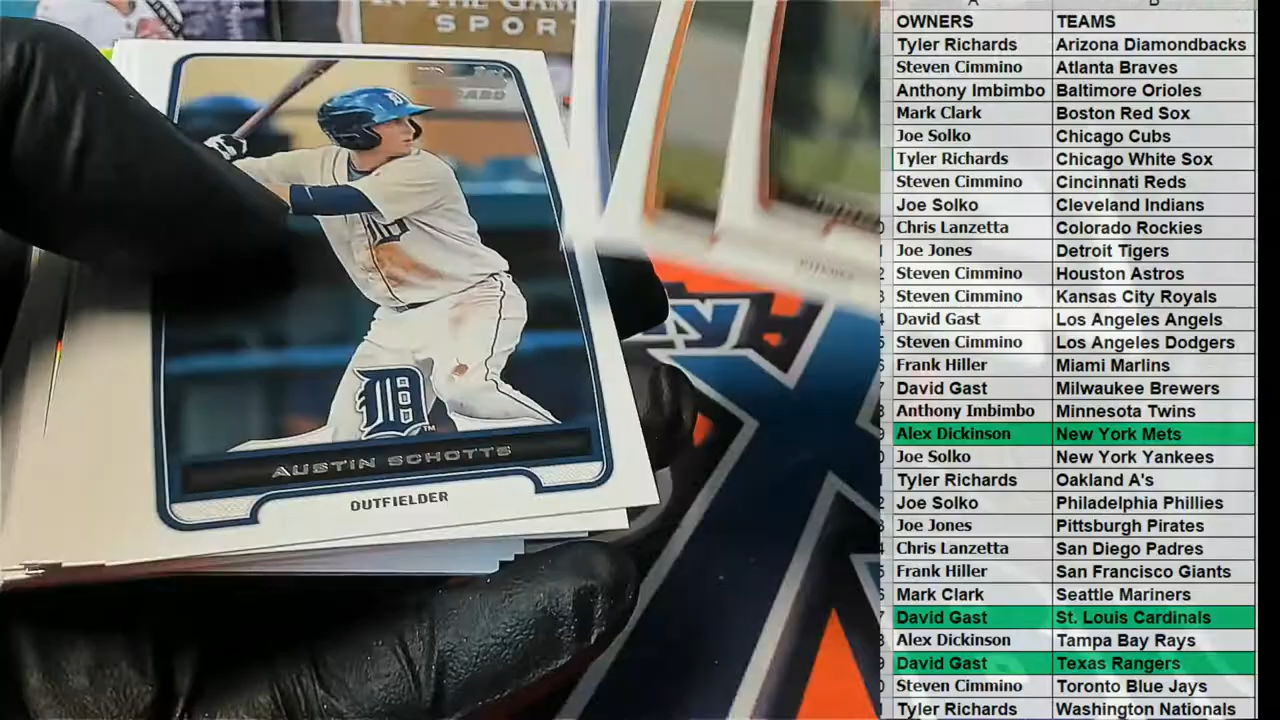 IN THE GAME
SPORT
AUSTIN SCHOTTS
OUTFIELDER
OWNERS TEAMS
Tyler Richards Arizona Diamondbacks
Steven Cimmino Atlanta Braves
Anthony Imbimbo Baltimore Orioles
Mark Clark Boston Red Sox
Joe Solko Chicago Cubs
Tyler Richards Chicago White Sox
Steven Cimmino Cincinnati Reds
Joe Solko Cleveland Indians
Chris Lanzetta Colorado Rockies
Joe Jones Detroit Tigers
Steven Cimmino Houston Astros
Steven Cimmino Kansas City Royals
David Gast Los Angeles Angels
Steven Cimmino Los Angeles Dodgers
Frank Hiller Miami Marlins
David Gast Milwaukee Brewers
Anthony Imbimbo Minnesota Twins
Alex Dickinson New York Mets
Joe Solko New York Yankees
Tyler Richards Oakland A's
Joe Solko Philadelphia Phillies
Joe Jones Pittsburgh Pirates
Chris Lanzetta San Diego Padres
Frank Hiller San Francisco Giants
Mark Clark Seattle Mariners
David Gast St. Louis Cardinals
Alex Dickinson Tampa Bay Rays
David Gast Texas Rangers
Steven Cimmino Toronto Blue Jays
Tyler Richards Washington Nationals